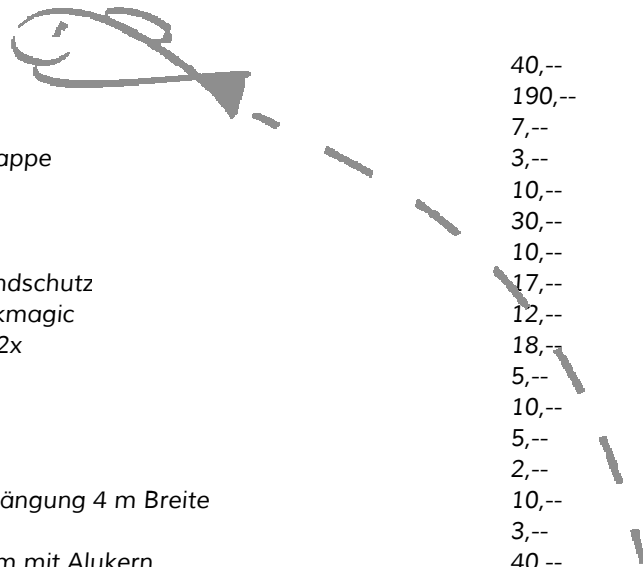 40,--
190,--
7,--
appe 3,--
10,--
30,--
10,--
ndschutz 17,--
kmagic 12,--
2x 18,--
5,--
10,--
5,--
2,--
ängung 4 m Breite 10,--
3,--
m mit Alukern 40,--